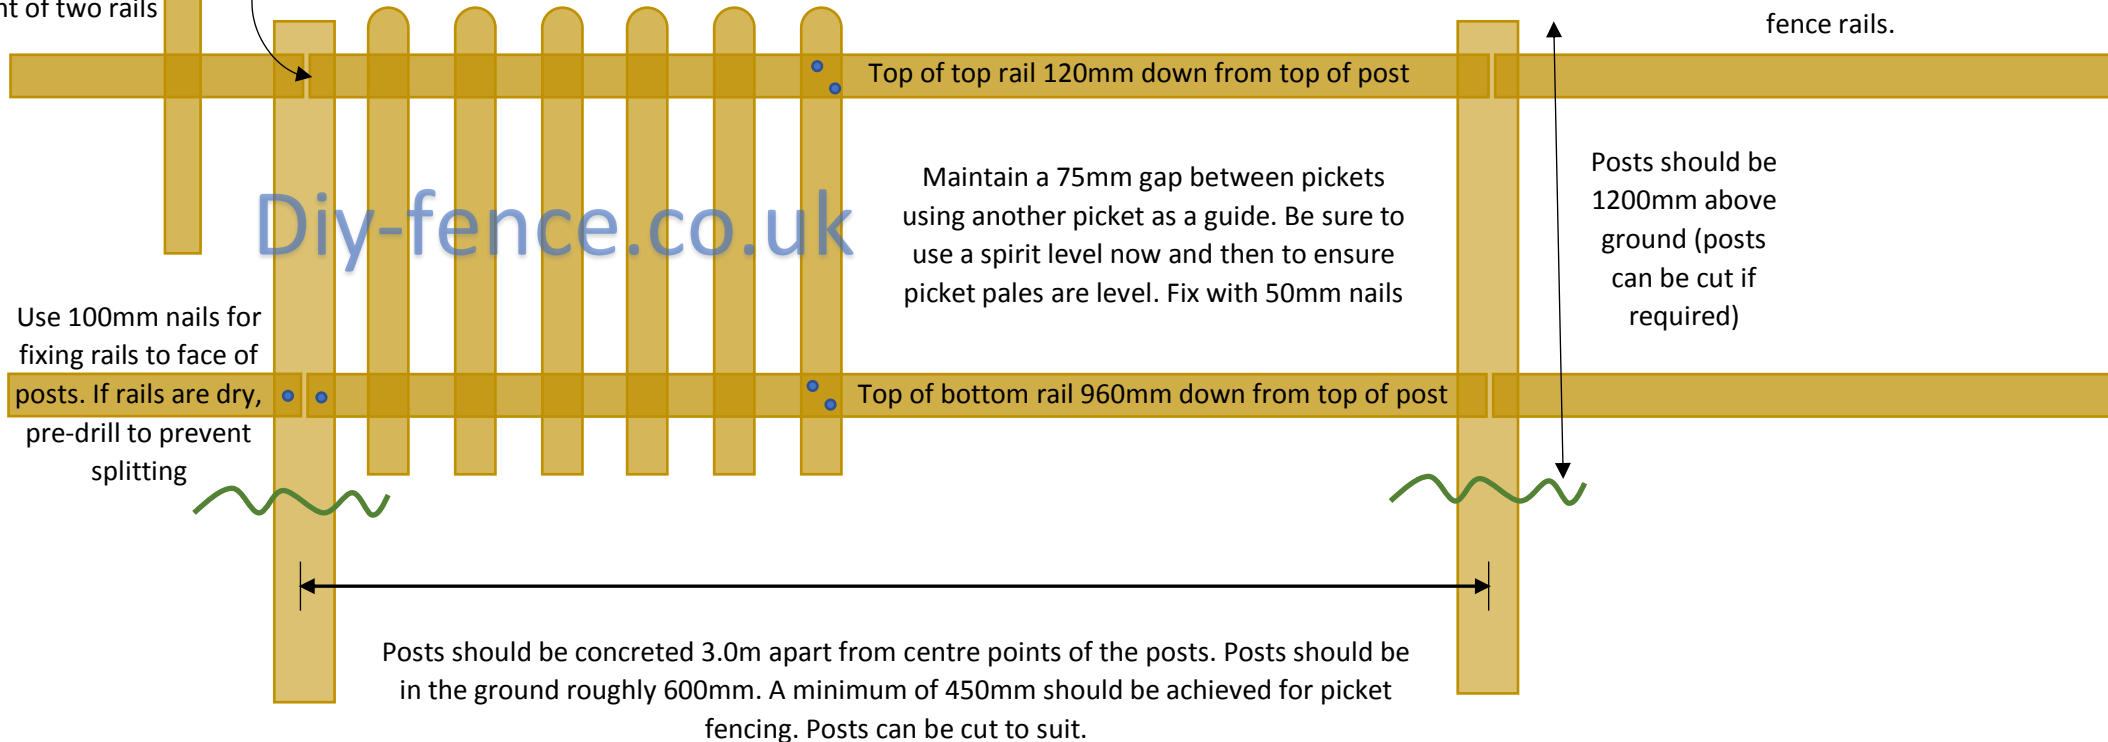 nt of two rails
fence rails.
Top of top rail 120mm down from top of post
Maintain a 75mm gap between pickets
using another picket as a guide. Be sure to
use a spirit level now and then to ensure
picket pales are level. Fix with 50mm nails
Posts should be
1200mm above
ground (posts
can be cut if
required)
Diy-fence.co.uk
Use 100mm nails for
fixing rails to face of
posts. If rails are dry,
pre-drill to prevent
splitting
Top of bottom rail 960mm down from top of post
Posts should be concreted 3.0m apart from centre points of the posts. Posts should be
in the ground roughly 600mm. A minimum of 450mm should be achieved for picket
fencing. Posts can be cut to suit.